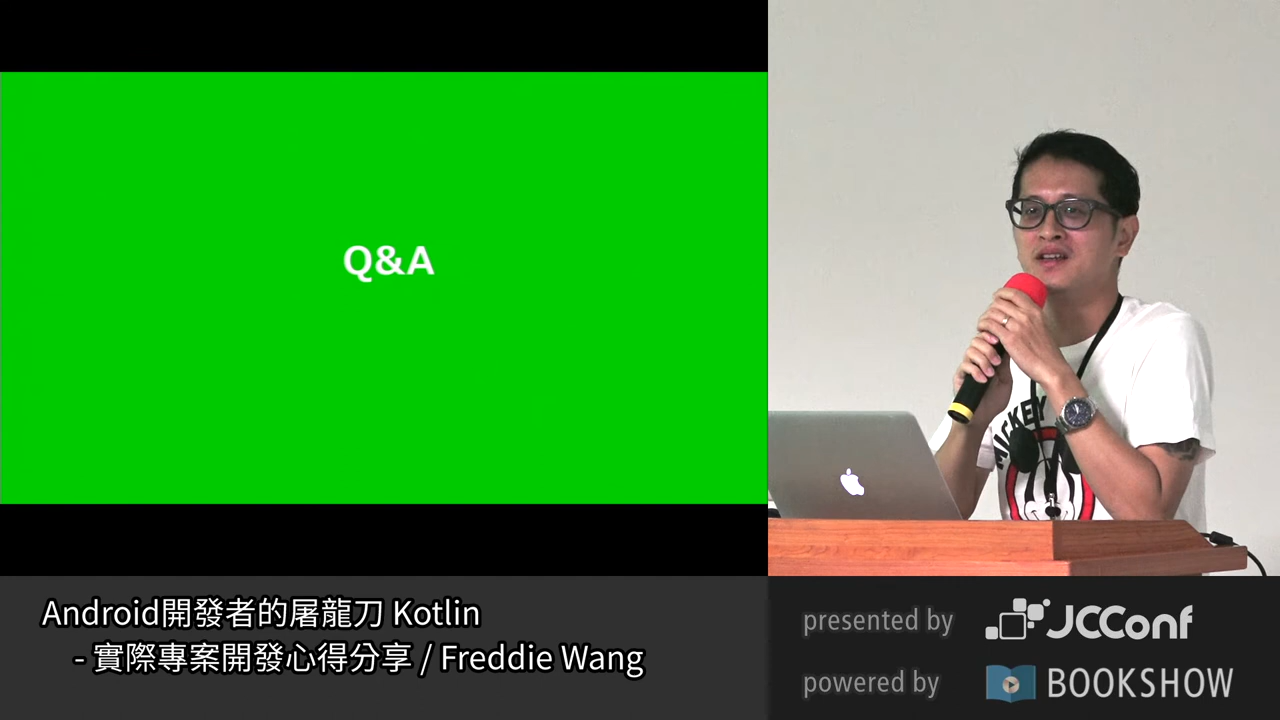 Q&A
MICKEY
Android開發者的屠龍刀 Kotlin
- 實際專案開發心得分享 / Freddie Wang
presented by
JCConf
powered by
BOOKSHOW